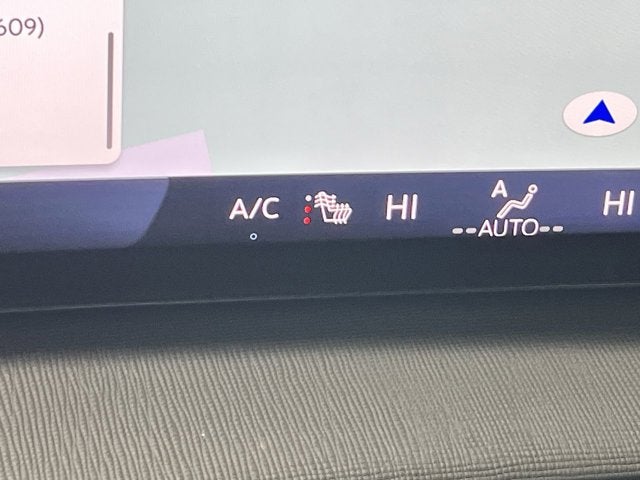 609)
A/C HI A HI
--AUTO--